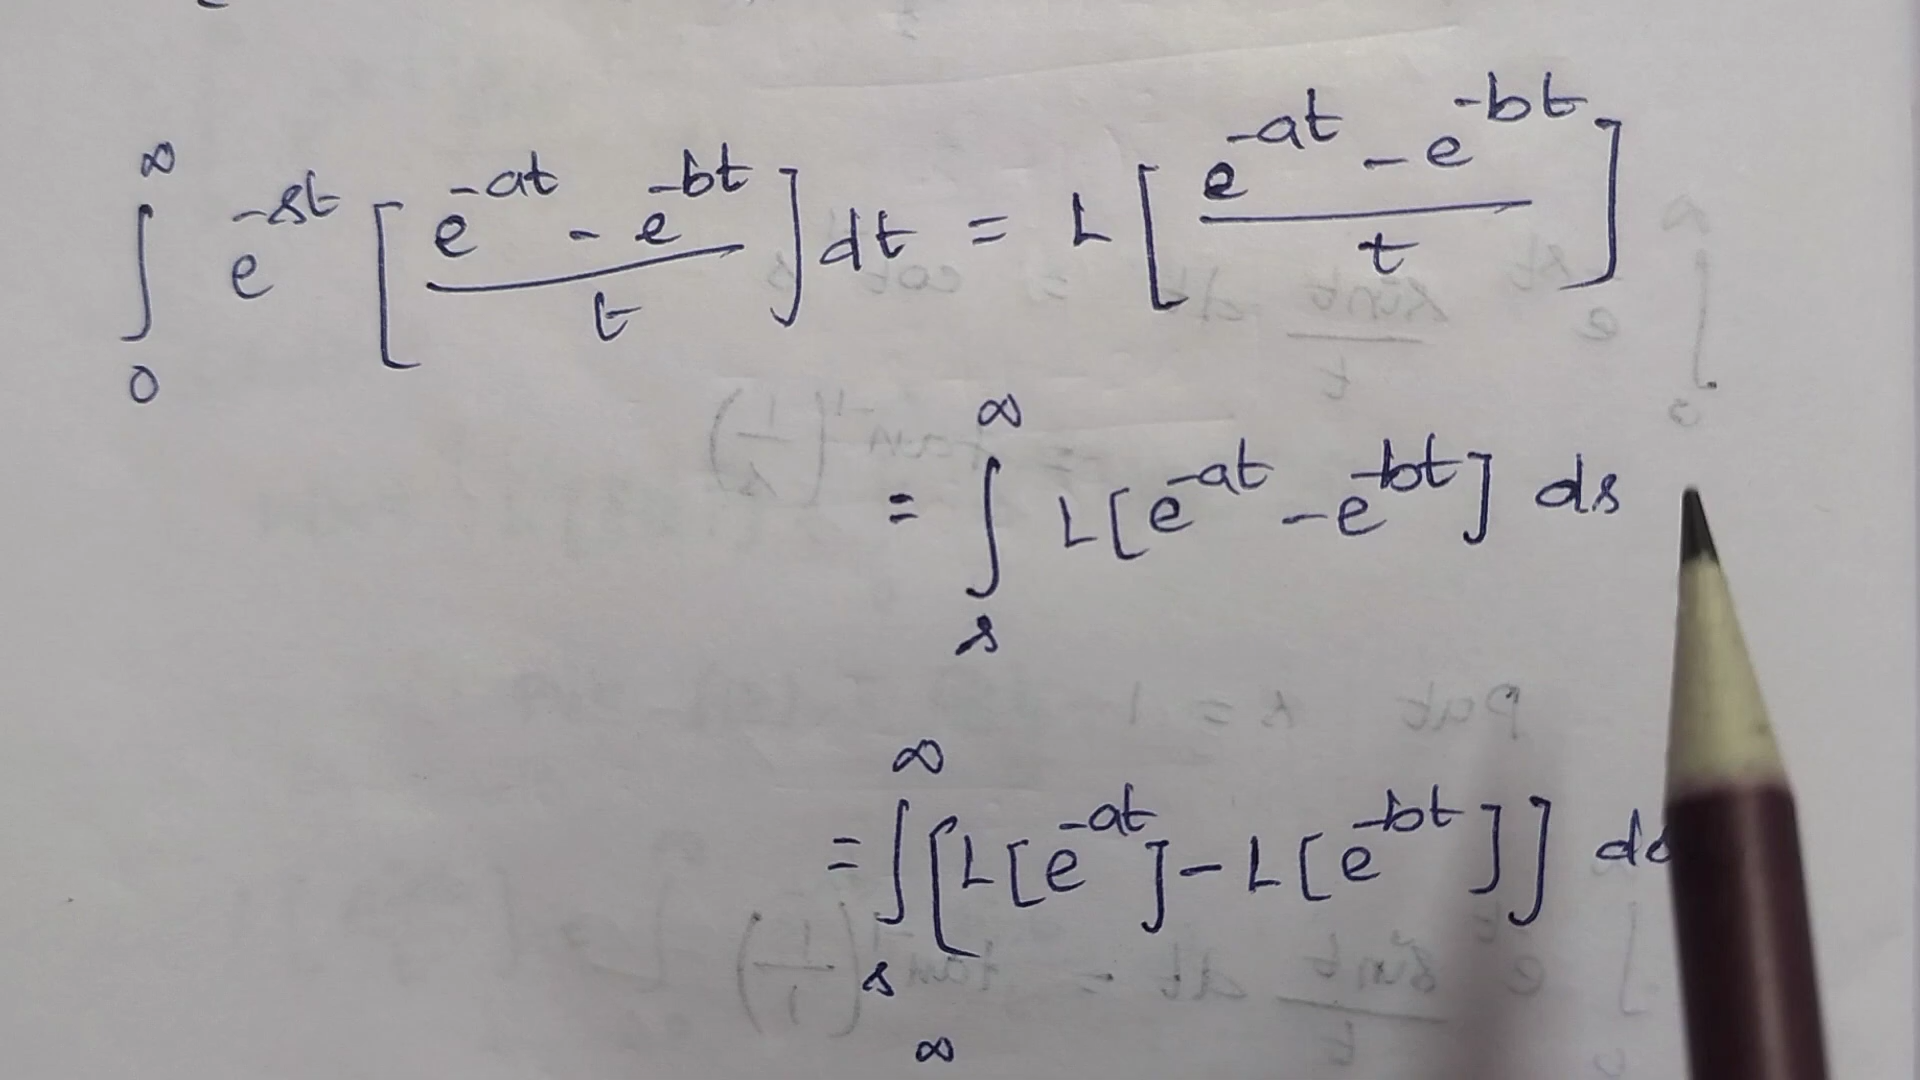 ∫₀^∞ e^{-st} [ (e^{-at} - e^{-bt}) / t ] dt = L [ (e^{-at} - e^{-bt}) / t ]
= ∫ₛ^∞ L[e^{-at} - e^{-bt}] ds
= ∫ₛ^∞ [L[e^{-at}] - L[e^{-bt}]] ds
∞